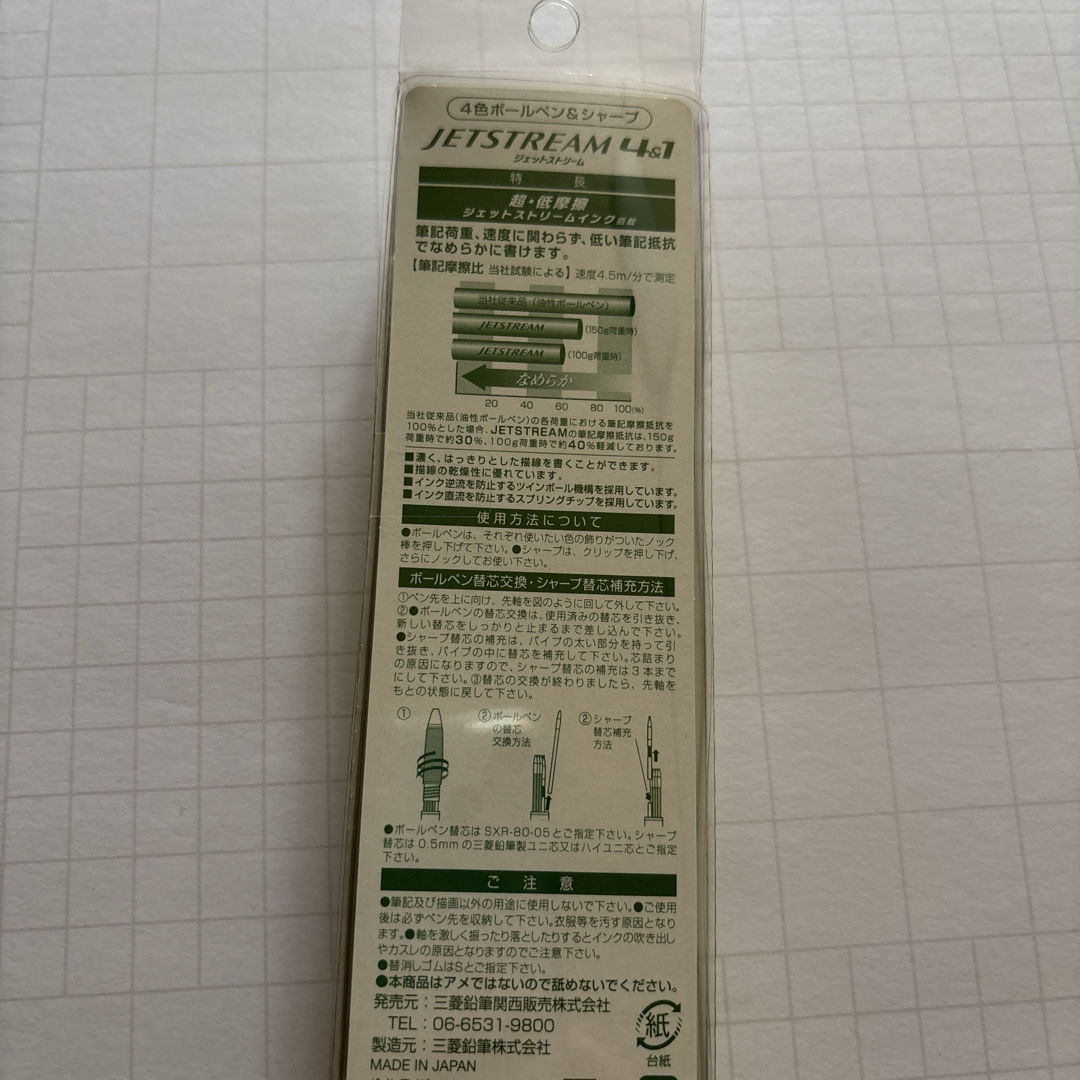 4色ボールペン&シャープ
JETSTREAM 4&1
ジェットストリーム
特 長
超・低摩擦
ジェットストリームインク搭載
筆記荷重、速度に関わらず、低い筆記抵抗
でなめらかに書けます。
【筆記摩擦比 当社試験による】速度4.5m/分で測定
当社従来品(油性ボールペン)
JETSTREAM (150g荷重時)
JETSTREAM (100g荷重時)
なめらか
20 40 60 80 100(%)
当社従来品(油性ボールペン)の各荷重における筆記摩擦抵抗を
100%とした場合、JETSTREAMの筆記摩擦抵抗は、150g
荷重時で約30%、100g荷重時で約40%軽減しております。
■濃く、はっきりとした描線を書くことができます。
■描線の乾燥性に優れています。
■インク逆流を防止するツインボール機構を採用しています。
■インク直流を防止するスプリングチップを採用しています。
使用方法について
●ボールペンは、それぞれ使いたい色の飾りがついたノック
棒を押し下げて下さい。●シャープは、クリップを押し下げ、
さらにノックしてお使い下さい。
ボールペン替芯交換・シャープ替芯補充方法
①ペン先を上に向け、先軸を図のように回して外して下さい。
②●ボールペンの替芯交換は、使用済みの替芯を引き抜き、
新しい替芯をしっかりと止まるまで差し込んで下さい。
●シャープ替芯の補充は、パイプの太い部分を持って引
き抜き、パイプの中に替芯を補充して下さい。芯詰まり
の原因になりますので、シャープ替芯の補充は3本まで
にして下さい。③替芯の交換が終わりましたら、先軸を
もとの状態に戻して下さい。
①
②ボールペン
の替芯
交換方法
②シャープ
替芯補充
方法
●ボールペン替芯はSXR-80-05とご指定下さい。シャープ
替芯は0.5mmの三菱鉛筆製ユニ芯又はハイユニ芯とご指定
下さい。
ご 注 意
●筆記及び描画以外の用途に使用しないで下さい。●ご使用
後は必ずペン先を収納して下さい。衣服等を汚す原因となり
ます。●軸を激しく振ったり落としたりするとインクの吹き出し
やカスレの原因となりますのでご注意下さい。
●替消しゴムはSとご指定下さい。
●本商品はアメではないので舐めないでください。
発売元:三菱鉛筆関西販売株式会社
TEL:06-6531-9800
製造元:三菱鉛筆株式会社
MADE IN JAPAN
紙
台紙